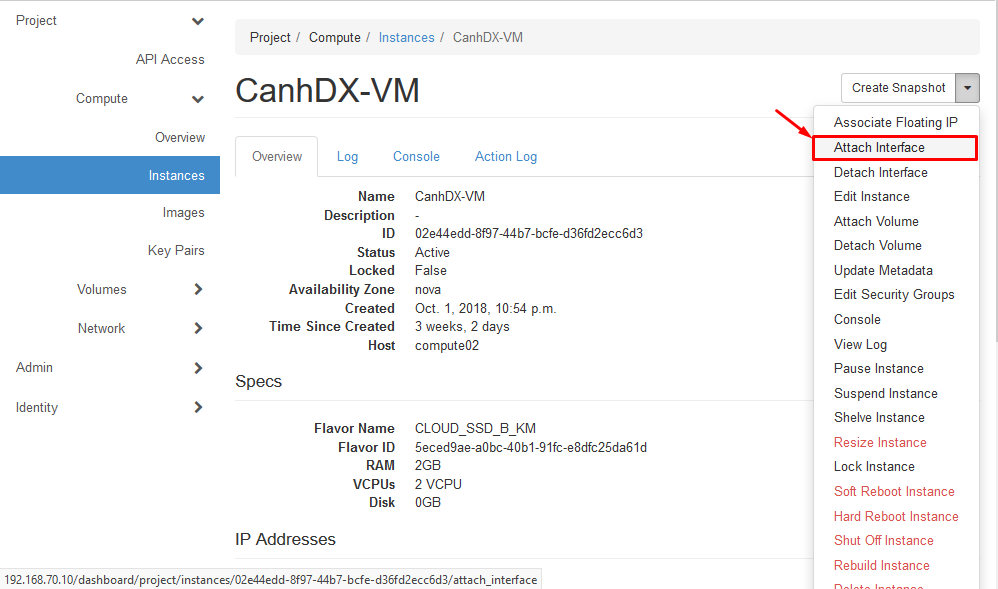 Project
API Access
Compute
Overview
Instances
Images
Key Pairs
Volumes
Network
Admin
Identity
Project / Compute / Instances / CanhDX-VM
CanhDX-VM
Create Snapshot
Overview Log Console Action Log
Name CanhDX-VM
Description -
ID 02e44edd-8f97-44b7-bcfe-d36fd2ecc6d3
Status Active
Locked False
Availability Zone nova
Created Oct. 1, 2018, 10:54 p.m.
Time Since Created 3 weeks, 2 days
Host compute02
Specs
Flavor Name CLOUD_SSD_B_KM
Flavor ID 5eced9ae-a0bc-40b1-91fc-e8dfc25da61d
RAM 2GB
VCPUs 2 VCPU
Disk 0GB
IP Addresses
Associate Floating IP
Attach Interface
Detach Interface
Edit Instance
Attach Volume
Detach Volume
Update Metadata
Edit Security Groups
Console
View Log
Pause Instance
Suspend Instance
Shelve Instance
Resize Instance
Lock Instance
Soft Reboot Instance
Hard Reboot Instance
Shut Off Instance
Rebuild Instance
Delete Instance
192.168.70.10/dashboard/project/instances/02e44edd-8f97-44b7-bcfe-d36fd2ecc6d3/attach_interface